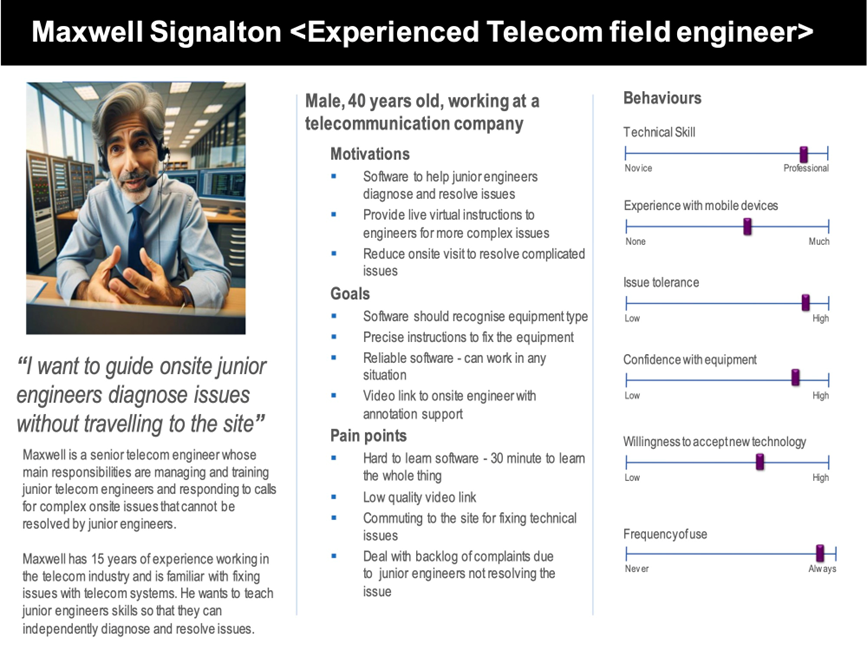 Maxwell Signalton <Experienced Telecom field engineer>
“I want to guide onsite junior
engineers diagnose issues
without travelling to the site”
Maxwell is a senior telecom engineer whose
main responsibilities are managing and training
junior telecom engineers and responding to calls
for complex onsite issues that cannot be
resolved by junior engineers.
Maxwell has 15 years of experience working in
the telecom industry and is familiar with fixing
issues with telecom systems. He wants to teach
junior engineers skills so that they can
independently diagnose and resolve issues.
Male, 40 years old, working at a
telecommunication company
Motivations
▪ Software to help junior engineers
diagnose and resolve issues
▪ Provide live virtual instructions to
engineers for more complex issues
▪ Reduce onsite visit to resolve complicated
issues
Goals
▪ Software should recognise equipment type
▪ Precise instructions to fix the equipment
▪ Reliable software - can work in any
situation
▪ Video link to onsite engineer with
annotation support
Pain points
▪ Hard to learn software - 30 minute to learn
the whole thing
▪ Low quality video link
▪ Commuting to the site for fixing technical
issues
▪ Deal with backlog of complaints due
to junior engineers not resolving the
issue
Behaviours
Technical Skill
Novice Professional
Experience with mobile devices
None Much
Issue tolerance
Low High
Confidence with equipment
Low High
Willingness to accept new technology
Low High
Frequency of use
Never Always